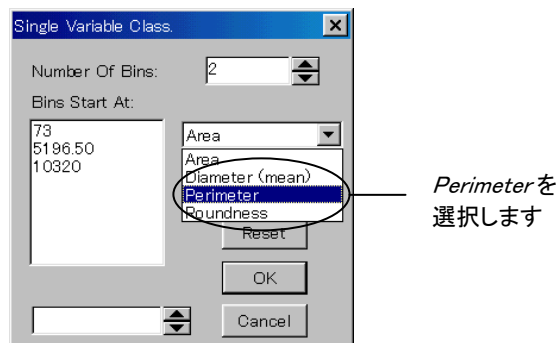 Single Variable Class.
Number Of Bins:
2
Bins Start At:
73
5196.50
10320
Area
Area
Diameter (mean)
Perimeter
Roundness
Reset
OK
Cancel
Perimeterを
選択します